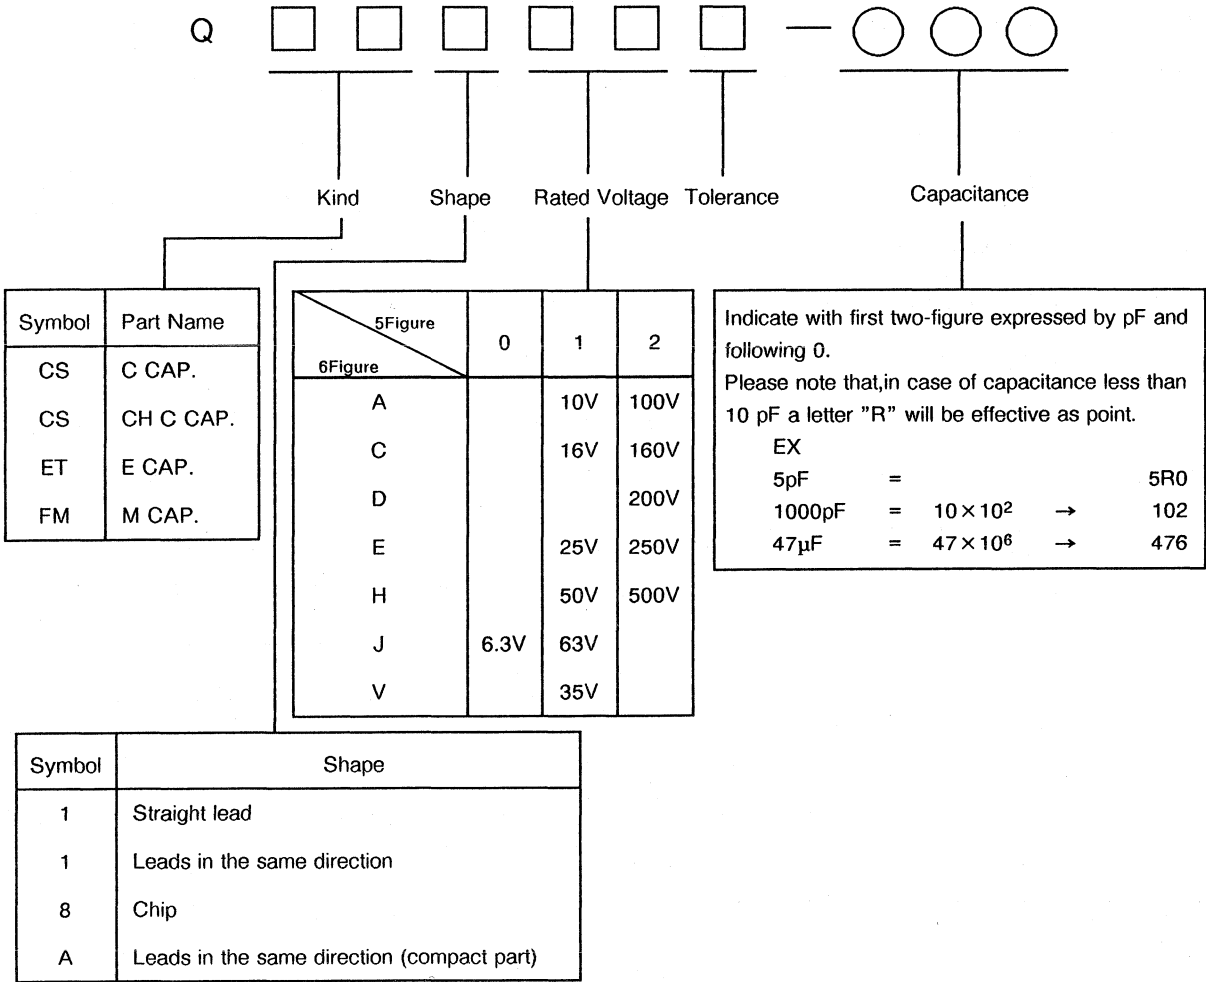 Q —
Kind Shape Rated Voltage Tolerance Capacitance
Symbol Part Name
CS C CAP.
CS CH C CAP.
ET E CAP.
FM M CAP.
5Figure
6Figure
0 1 2
A 10V 100V
C 16V 160V
D 200V
E 25V 250V
H 50V 500V
J 6.3V 63V
V 35V
Indicate with first two-figure expressed by pF and
following 0.
Please note that,in case of capacitance less than
10 pF a letter "R" will be effective as point.
EX
5pF = 5R0
1000pF = 10×10² → 102
47µF = 47×10⁶ → 476
Symbol Shape
1 Straight lead
1 Leads in the same direction
8 Chip
A Leads in the same direction (compact part)